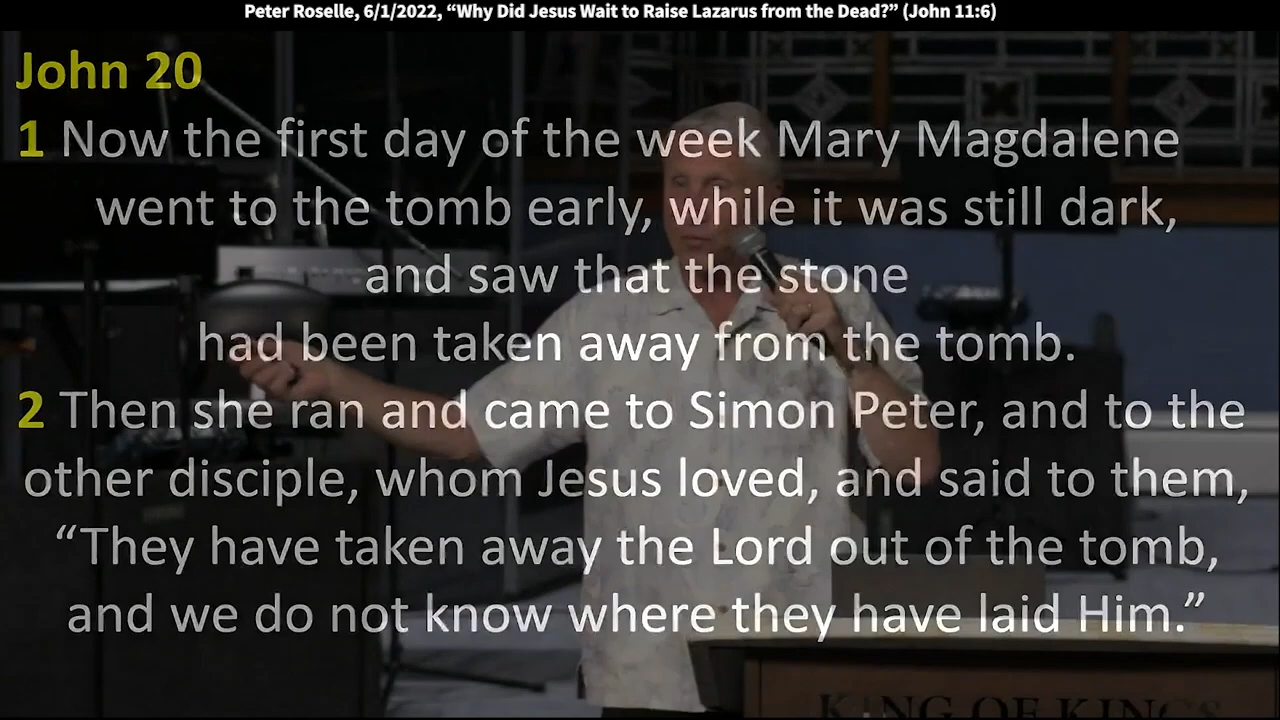 Peter Roselle, 6/1/2022, “Why Did Jesus Wait to Raise Lazarus from the Dead?” (John 11:6)
John 20
1 Now the first day of the week Mary Magdalene
went to the tomb early, while it was still dark,
and saw that the stone
had been taken away from the tomb.
2 Then she ran and came to Simon Peter, and to the
other disciple, whom Jesus loved, and said to them,
“They have taken away the Lord out of the tomb,
and we do not know where they have laid Him.”
KING OF KINGS